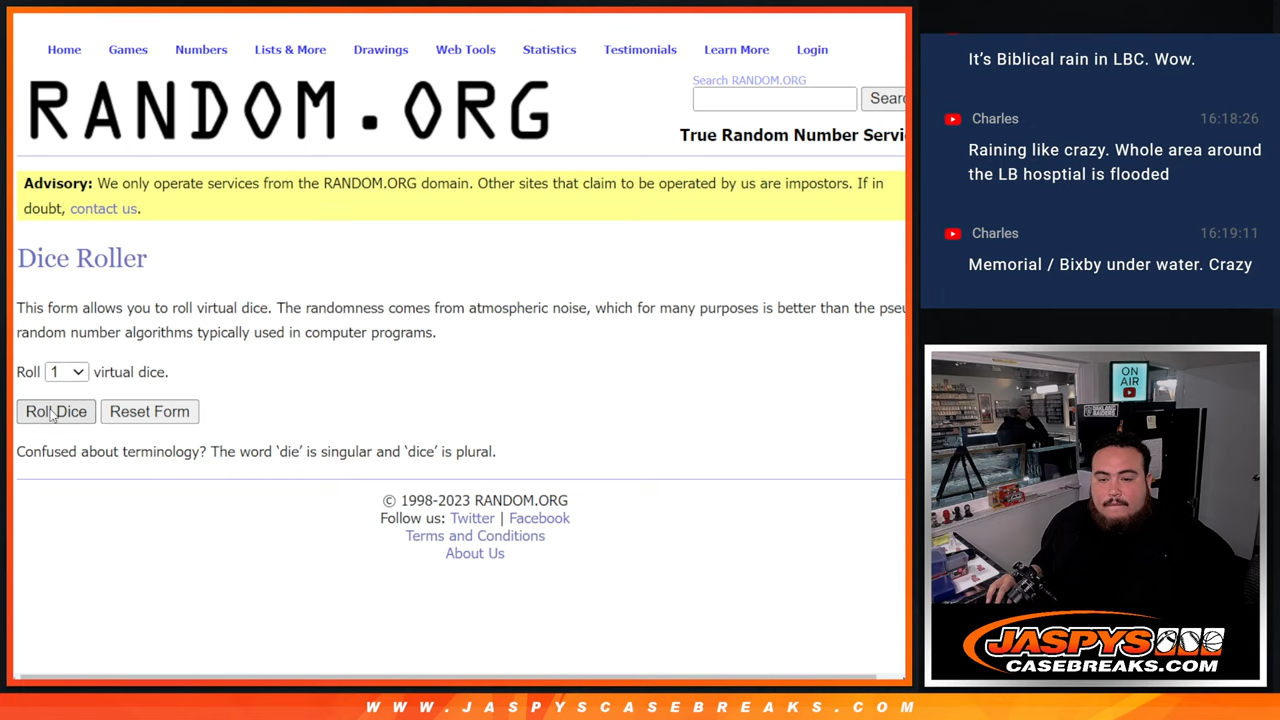 Home Games Numbers Lists & More Drawings Web Tools Statistics Testimonials Learn More Login
RANDOM.ORG
Search RANDOM.ORG
Searc
True Random Number Servi
Advisory: We only operate services from the RANDOM.ORG domain. Other sites that claim to be operated by us are impostors. If in
doubt, contact us.
Dice Roller
This form allows you to roll virtual dice. The randomness comes from atmospheric noise, which for many purposes is better than the pseu
random number algorithms typically used in computer programs.
Roll 1 virtual dice.
Roll Dice Reset Form
Confused about terminology? The word ‘die’ is singular and ‘dice’ is plural.
© 1998-2023 RANDOM.ORG
Follow us: Twitter | Facebook
Terms and Conditions
About Us
It’s Biblical rain in LBC. Wow.
Charles 16:18:26
Raining like crazy. Whole area around
the LB hosptial is flooded
Charles 16:19:11
Memorial / Bixby under water. Crazy
ON
AIR
JASPYS
CASEBREAKS.COM
WWW.JASPYSCASEBREAKS.COM